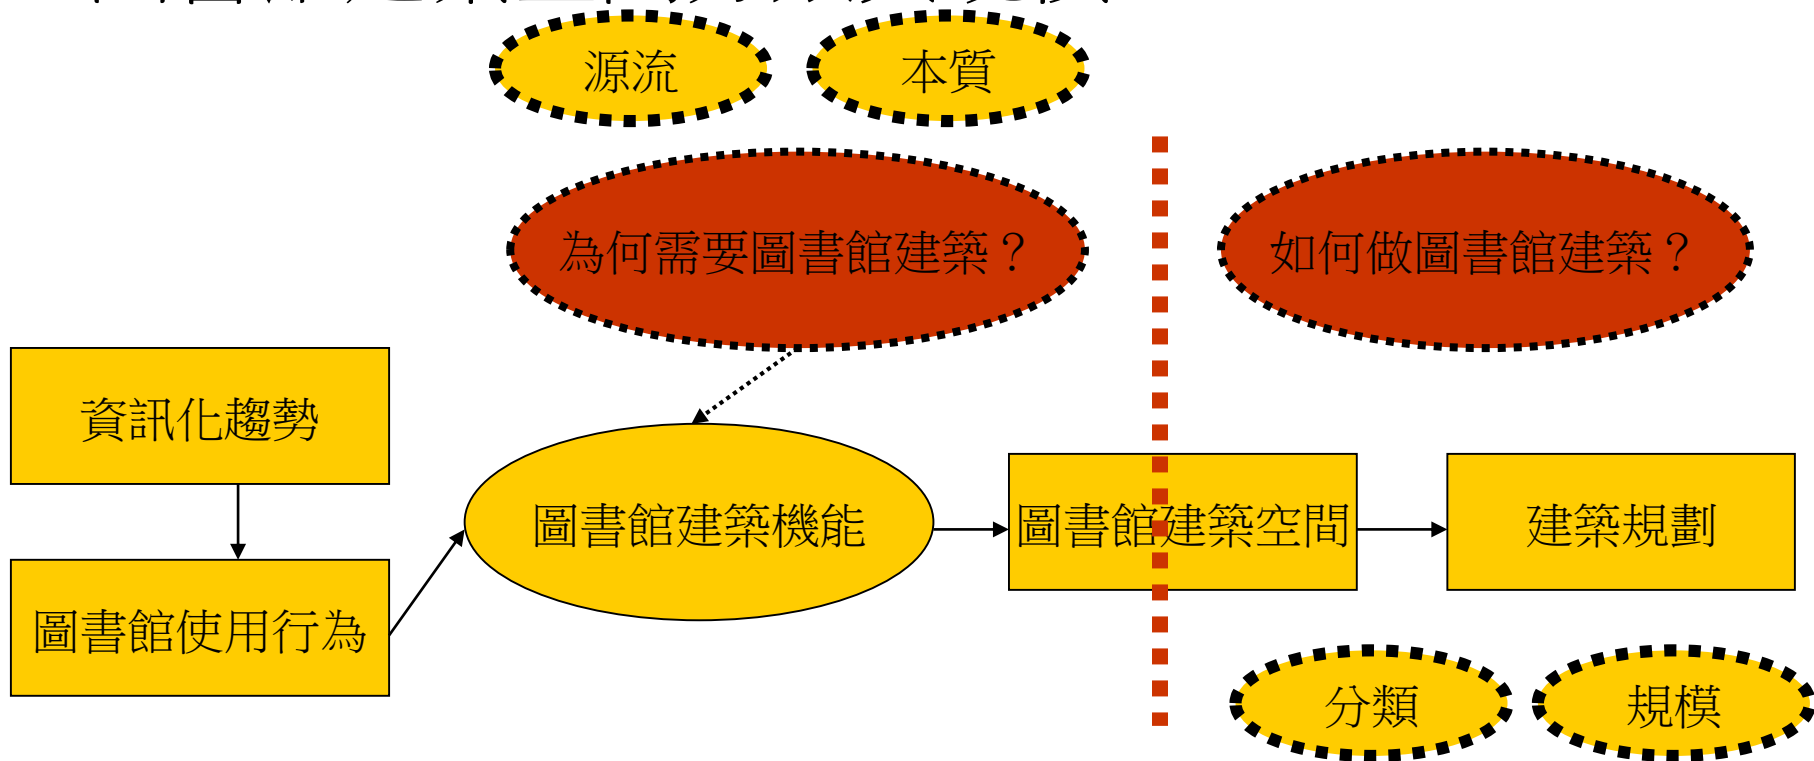 源流
本質
為何需要圖書館建築？
如何做圖書館建築？
資訊化趨勢
圖書館建築機能
圖書館建築空間
建築規劃
圖書館使用行為
分類
規模